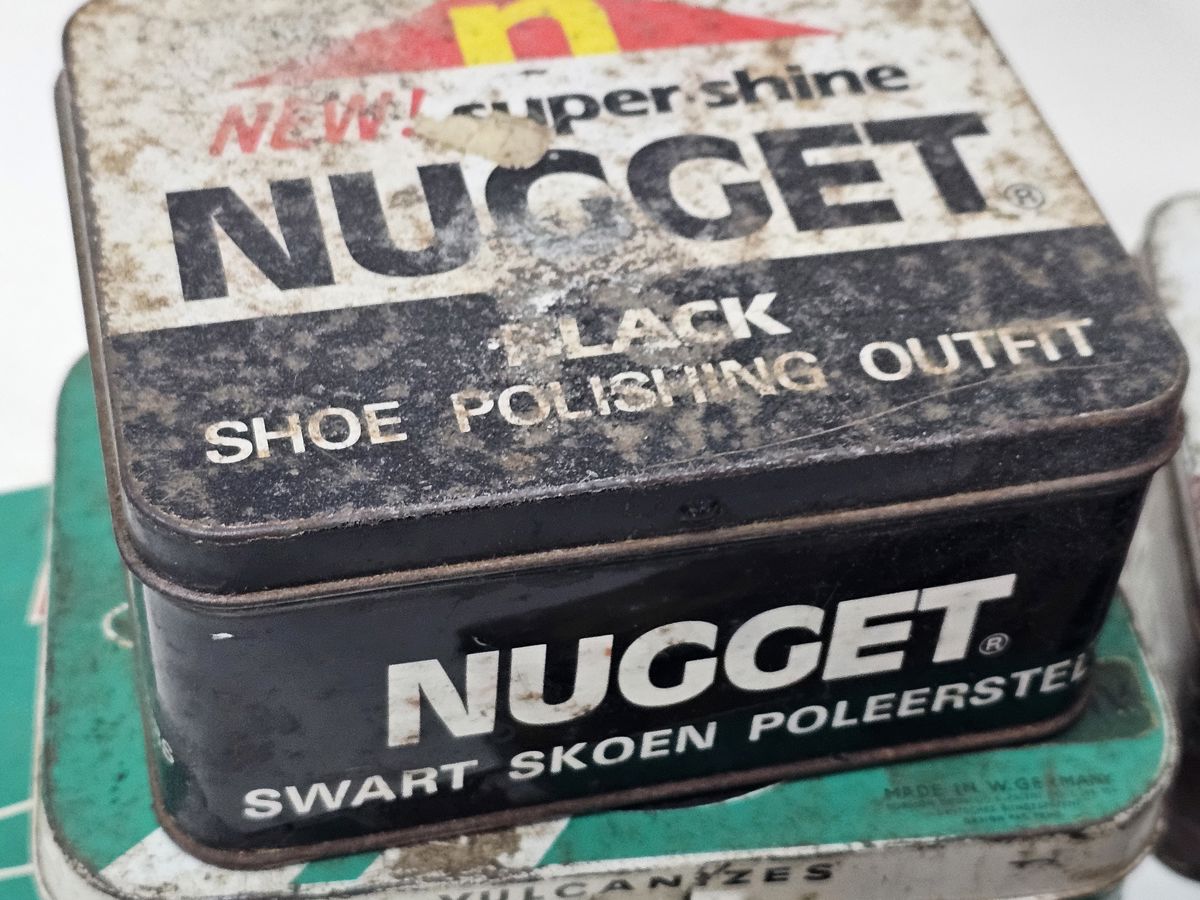 n
NEW! super shine
NUGGET®
BLACK
SHOE POLISHING OUTFIT
NUGGET®
SWART SKOEN POLEERSTEL
MADE IN W. GERMANY
VULCANIZES